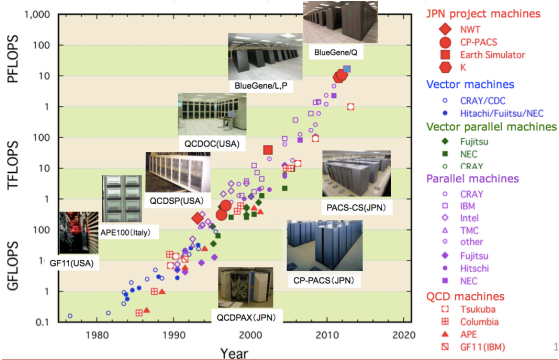 JPN project machines
NWT
CP-PACS
Earth Simulator
K
Vector machines
CRAY/CDC
Hitachi/Fuijtsu/NEC
Vector parallel machines
Fujitsu
NEC
CRAY
Parallel machines
CRAY
IBM
Intel
TMC
other
Fujitsu
Hitschi
NEC
QCD machines
Tsukuba
Columbia
APE
GF11(IBM)
PFLOPS
TFLOPS
GFLOPS
1,000
100
10
1
100
10
1
100
10
1
0.1
BlueGene/Q
BlueGene/L,P
QCDOC(USA)
QCDSP(USA)
APE100(Italy)
GF11(USA)
PACS-CS(JPN)
CP-PACS(JPN)
QCDPAX(JPN)
1980
1990
2000
2010
2020
Year
1